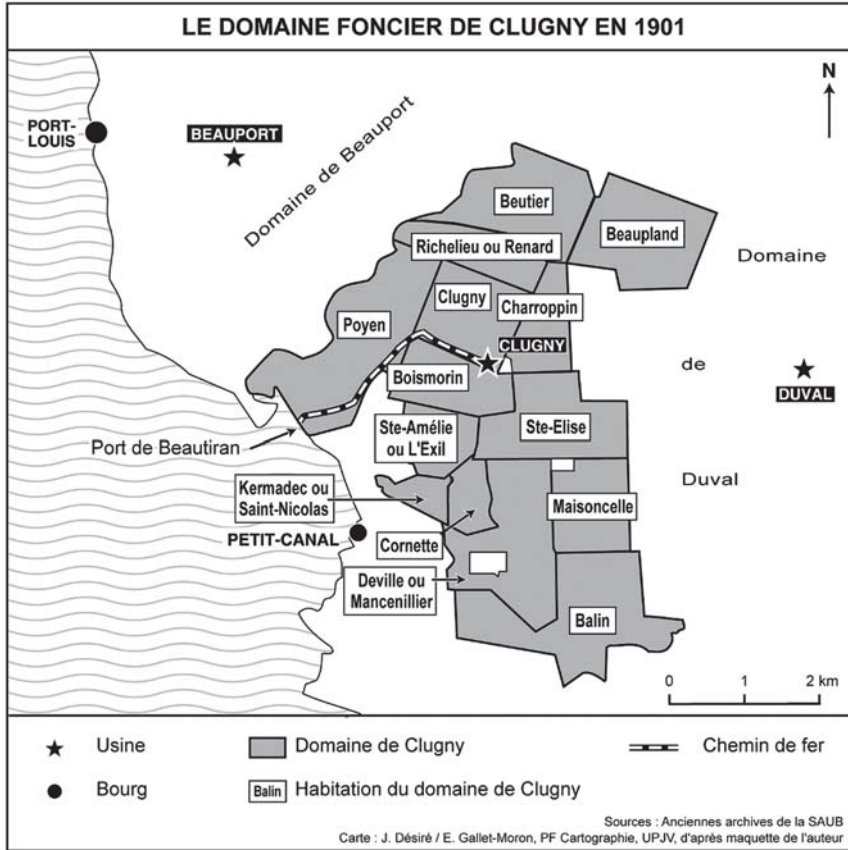 LE DOMAINE FONCIER DE CLUGNY EN 1901
N
PORT-
LOUIS
BEAUPORT
Domaine de Beauport
Beutier
Beaupland
Richelieu ou Renard
Domaine
Clugny
Charroppin
Poyen
CLUGNY
de
Boismorin
DUVAL
Ste-Amélie
ou L'Exil
Ste-Elise
Port de Beautiran
Duval
Kermadec ou
Saint-Nicolas
Maisoncelle
PETIT-CANAL
Cornette
Deville ou
Mancenillier
Balin
0 1 2 km
Usine
Domaine de Clugny
Chemin de fer
Bourg
Balin
Habitation du domaine de Clugny
Sources : Anciennes archives de la SAUB
Carte : J. Désiré / E. Gallet-Moron, PF Cartographie, UPJV, d'après maquette de l'auteur